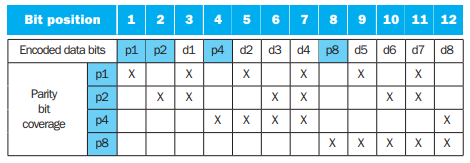 Bit position 1 2 3 4 5 6 7 8 9 10 11 12
Encoded data bits p1 p2 d1 p4 d2 d3 d4 p8 d5 d6 d7 d8
Parity bit coverage
p1 X X X X X X
p2 X X X X X X
p4 X X X X X
p8 X X X X X